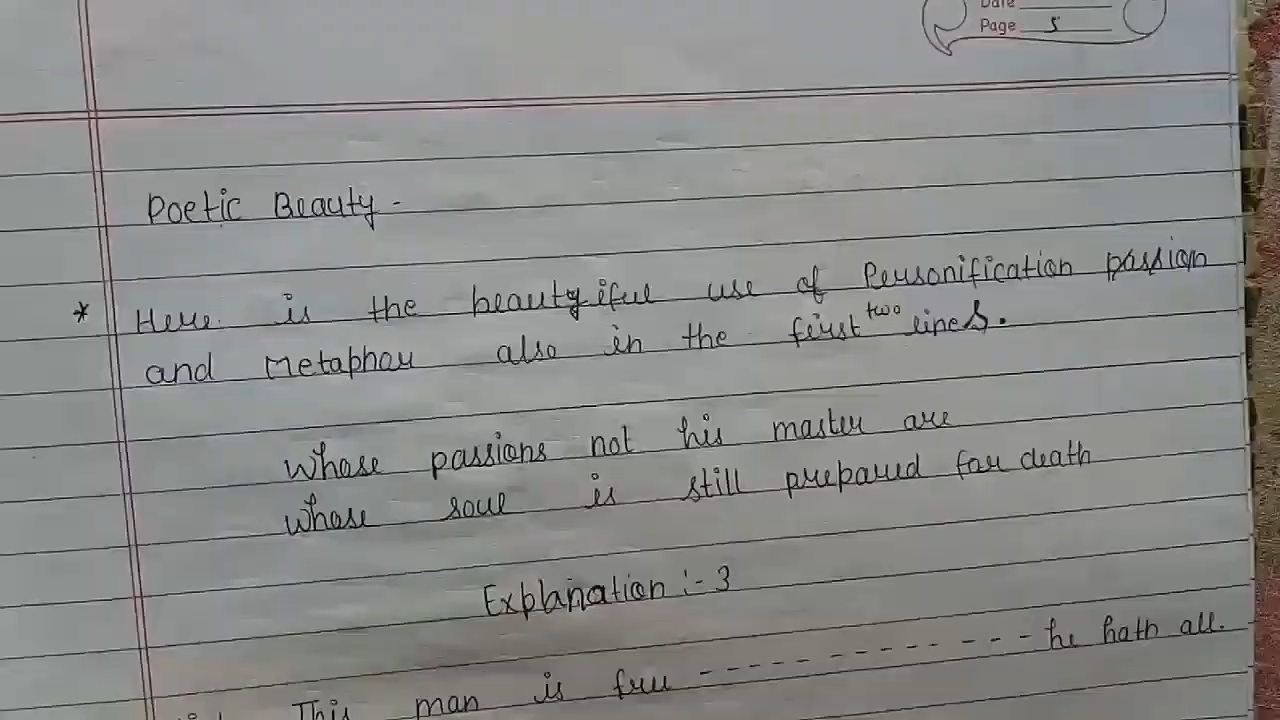 Date
Page 5
Poetic Beauty -
* Here is the beautyiful use of Personification passion
and Metaphor also in the first two lines.
Whose passions not his master are
Whose soul is still prepared for death
Explanation :- 3
This man is free - - - - - - - - - - - - he hath all.